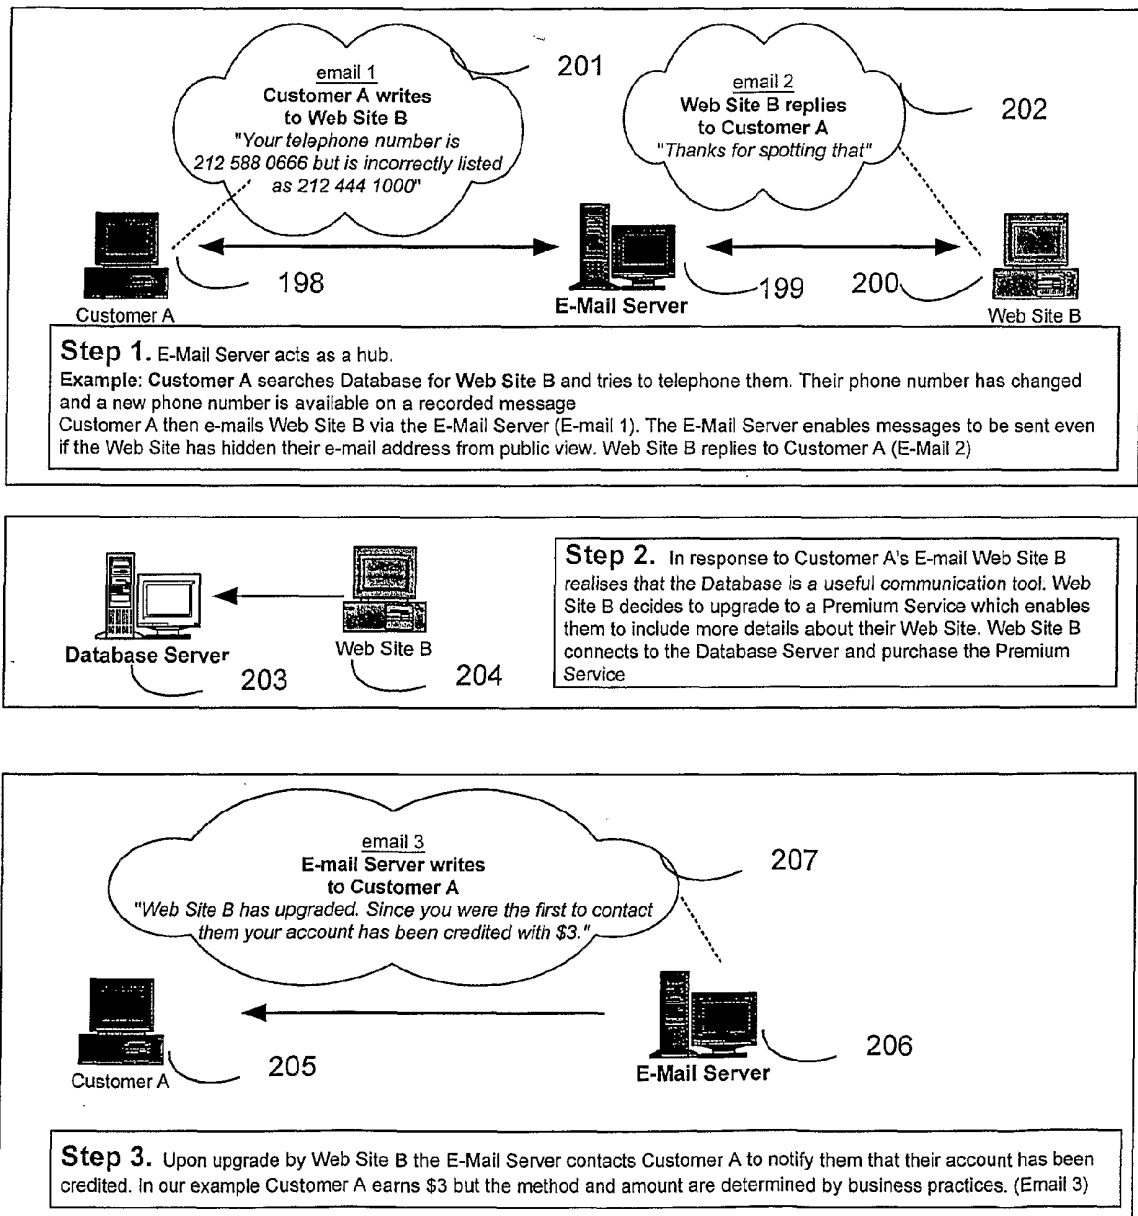 email 1
Customer A writes
to Web Site B
"Your telephone number is
212 588 0666 but is incorrectly listed
as 212 444 1000"
201
email 2
Web Site B replies
to Customer A
"Thanks for spotting that"
202
198
199
200
Customer A
E-Mail Server
Web Site B
Step 1. E-Mail Server acts as a hub.
Example: Customer A searches Database for Web Site B and tries to telephone them. Their phone number has changed
and a new phone number is available on a recorded message
Customer A then e-mails Web Site B via the E-Mail Server (E-mail 1). The E-Mail Server enables messages to be sent even
if the Web Site has hidden their e-mail address from public view. Web Site B replies to Customer A (E-Mail 2)
Database Server
203
Web Site B
204
Step 2. In response to Customer A's E-mail Web Site B
realises that the Database is a useful communication tool. Web
Site B decides to upgrade to a Premium Service which enables
them to include more details about their Web Site. Web Site B
connects to the Database Server and purchase the Premium
Service
email 3
E-mail Server writes
to Customer A
"Web Site B has upgraded. Since you were the first to contact
them your account has been credited with $3."
207
Customer A
205
E-Mail Server
206
Step 3. Upon upgrade by Web Site B the E-Mail Server contacts Customer A to notify them that their account has been
credited. In our example Customer A earns $3 but the method and amount are determined by business practices. (Email 3)